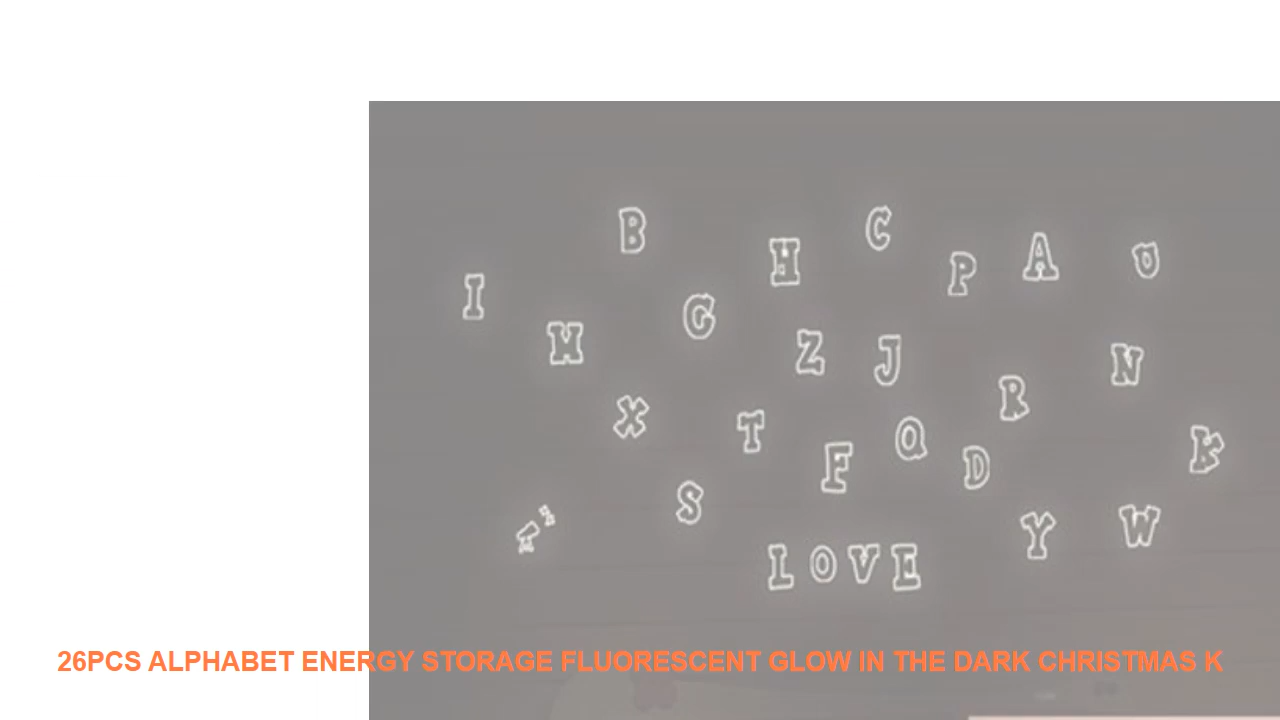 B
H
C
P
A
U
I
M
G
Z
J
N
X
T
R
F
Q
D
K
S
Y
W
LOVE
26PCS ALPHABET ENERGY STORAGE FLUORESCENT GLOW IN THE DARK CHRISTMAS K